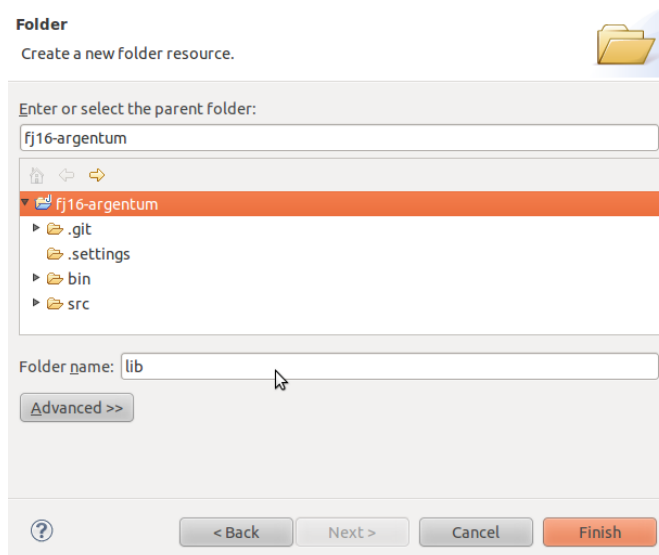 Folder
Create a new folder resource.
Enter or select the parent folder:
fj16-argentum
fj16-argentum
.git
.settings
bin
src
Folder name: lib
Advanced >>
< Back Next > Cancel Finish